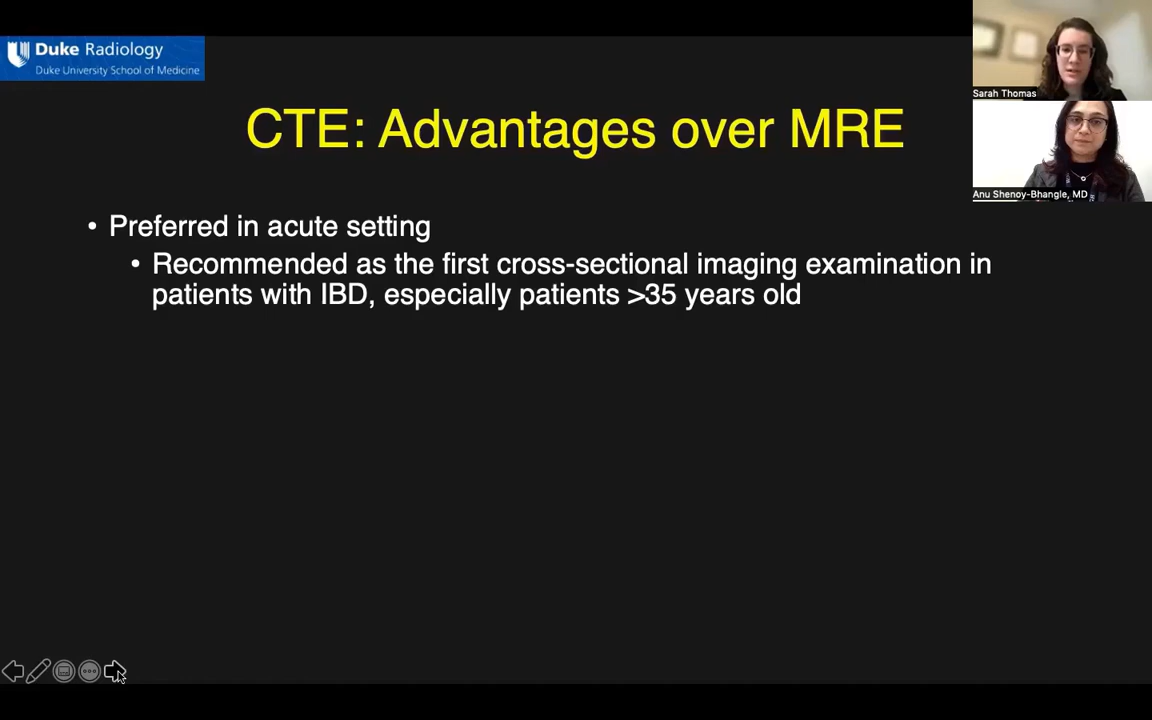 Duke Radiology
Duke University School of Medicine
Sarah Thomas
Anu Shenoy-Bhangle, MD
CTE: Advantages over MRE
• Preferred in acute setting
• Recommended as the first cross-sectional imaging examination in
patients with IBD, especially patients >35 years old